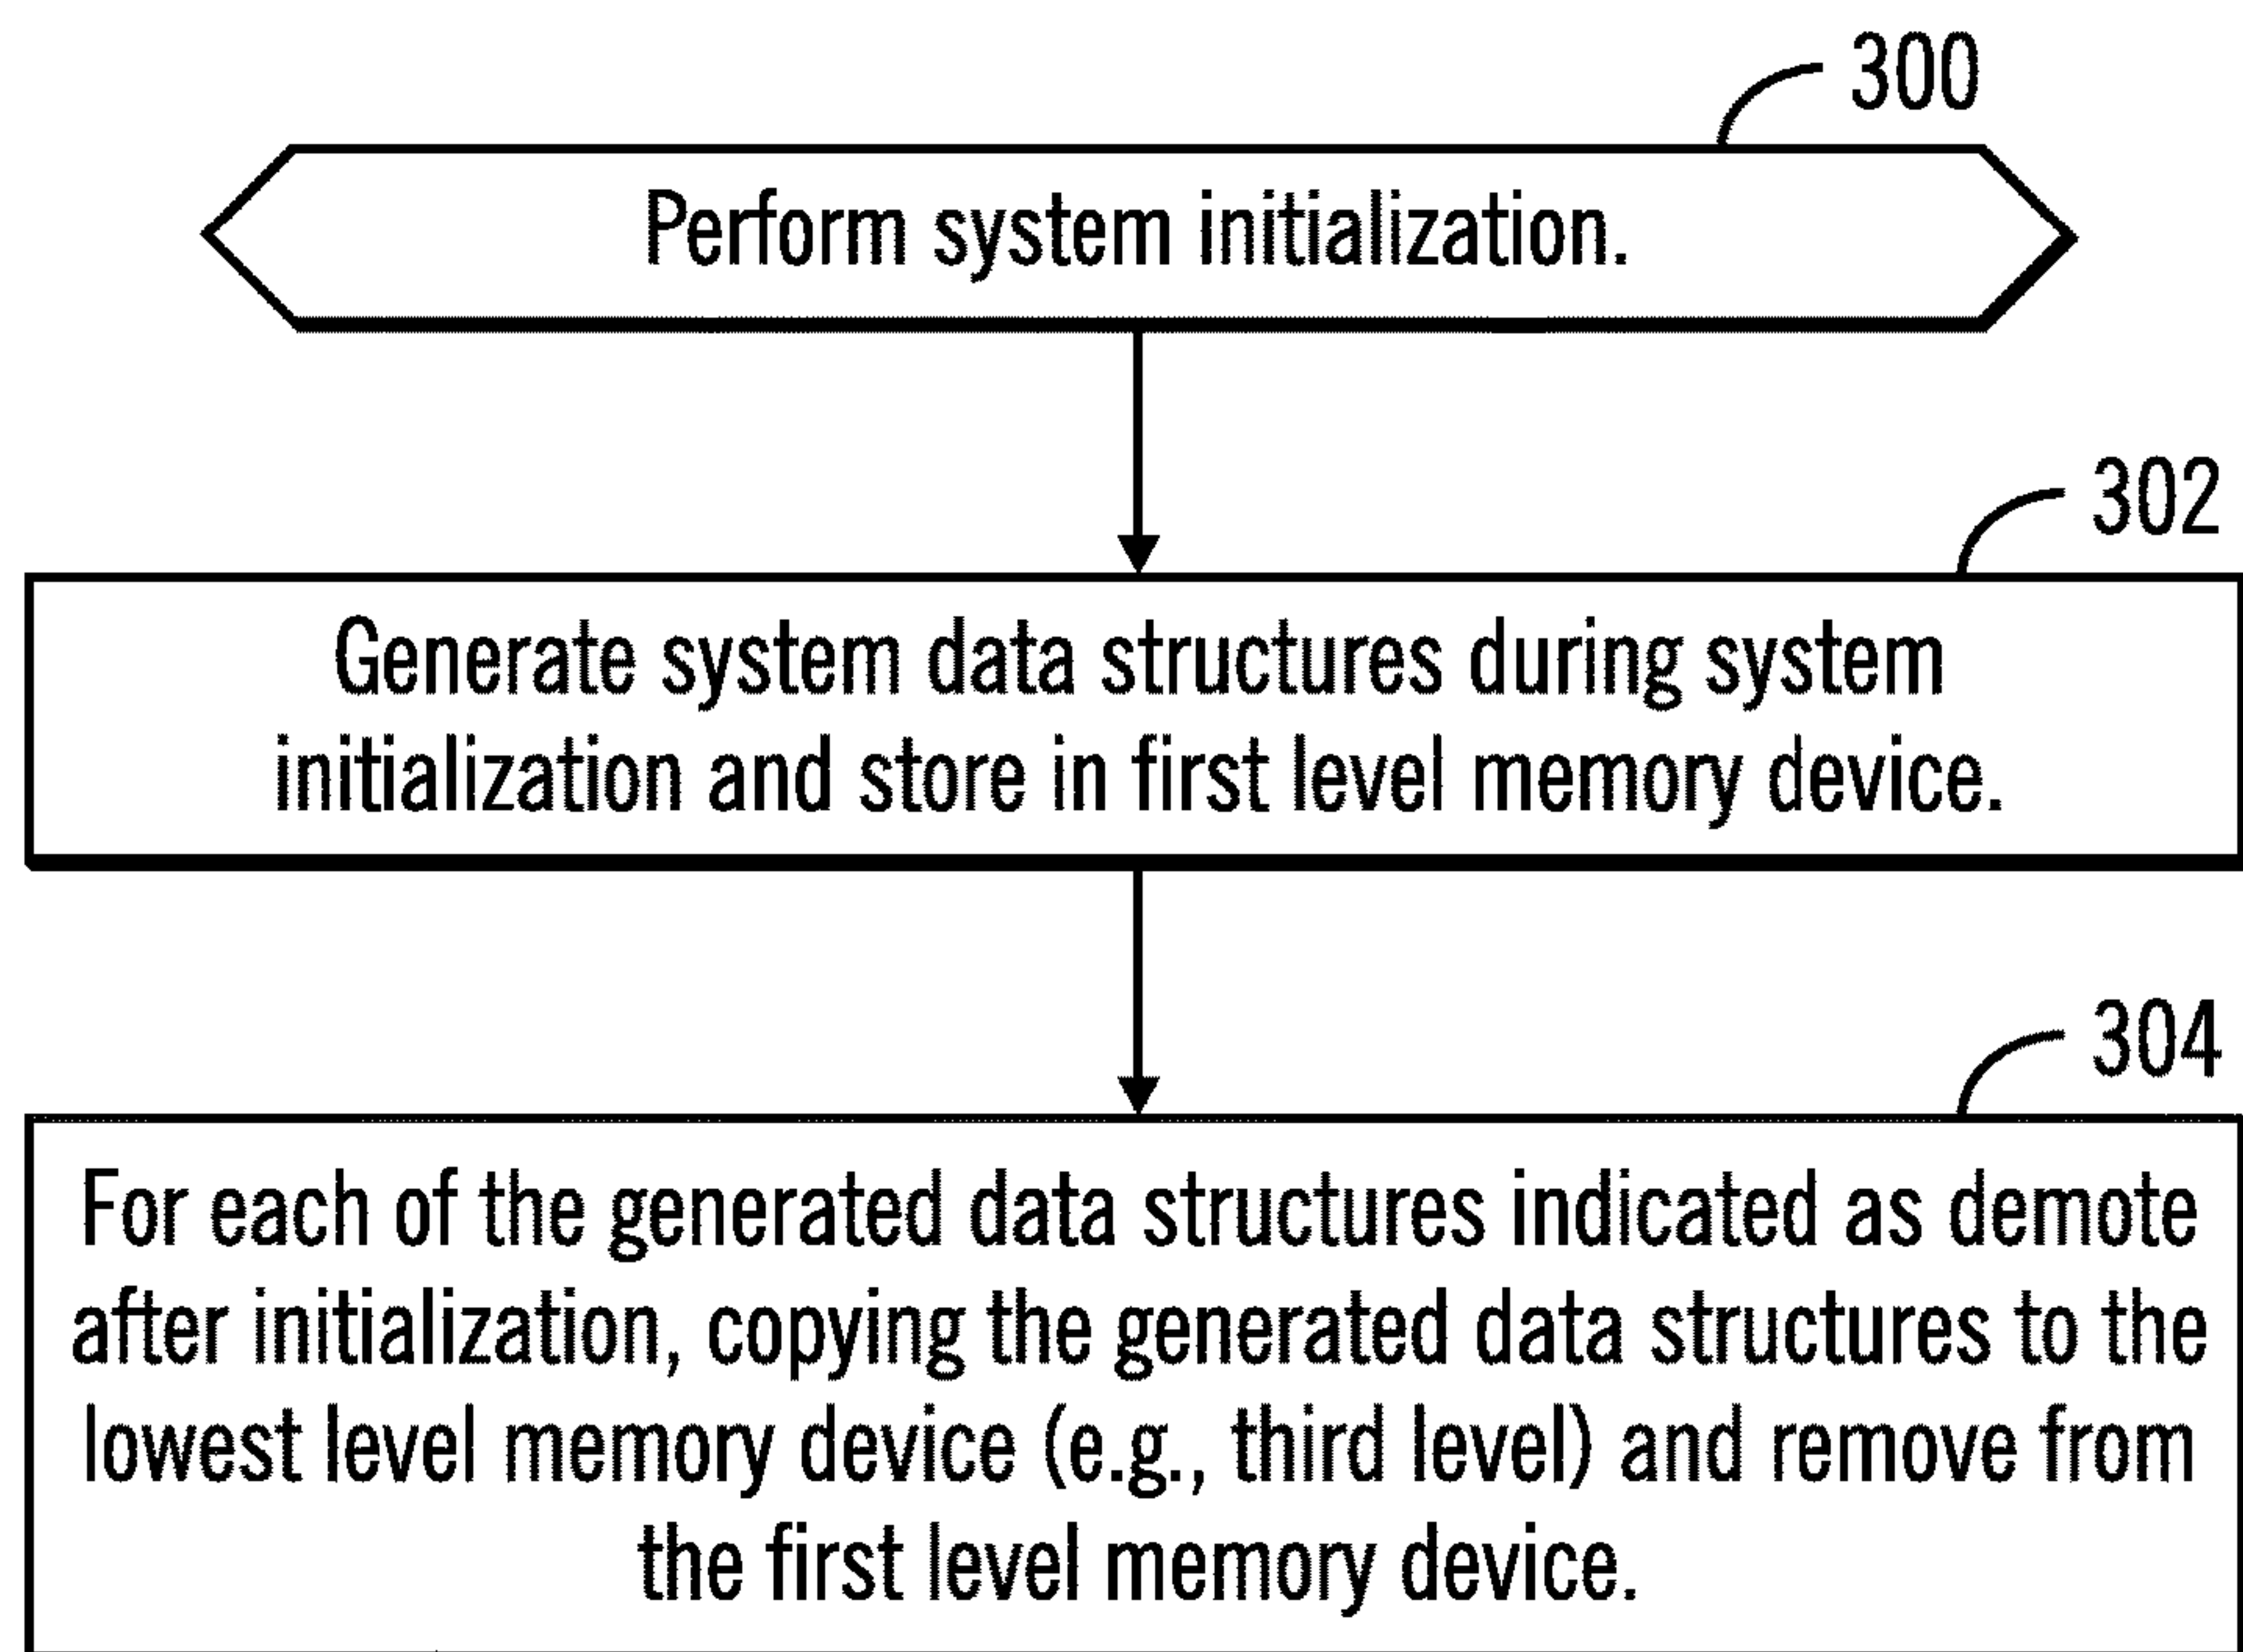 300
Perform system initialization.
302
Generate system data structures during system
initialization and store in first level memory device.
304
For each of the generated data structures indicated as demote
after initialization, copying the generated data structures to the
lowest level memory device (e.g., third level) and remove from
the first level memory device.